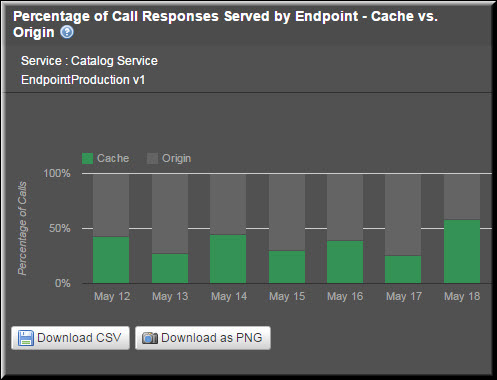 Percentage of Call Responses Served by Endpoint - Cache vs.
Origin ?
Service : Catalog Service
EndpointProduction v1
Cache Origin
Percentage of Calls
100%
50%
0%
May 12 May 13 May 14 May 15 May 16 May 17 May 18
Download CSV Download as PNG